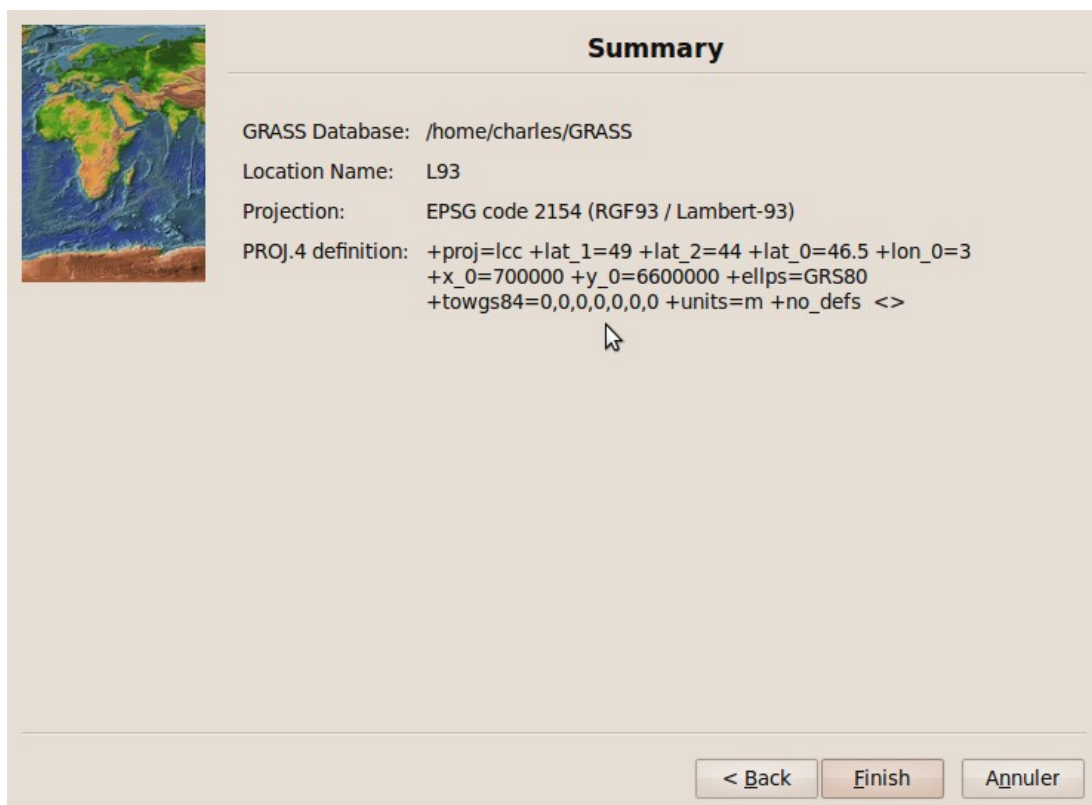 Summary
GRASS Database: /home/charles/GRASS
Location Name: L93
Projection: EPSG code 2154 (RGF93 / Lambert-93)
PROJ.4 definition: +proj=lcc +lat_1=49 +lat_2=44 +lat_0=46.5 +lon_0=3
+x_0=700000 +y_0=6600000 +ellps=GRS80
+towgs84=0,0,0,0,0,0,0 +units=m +no_defs <>
< Back Finish Annuler